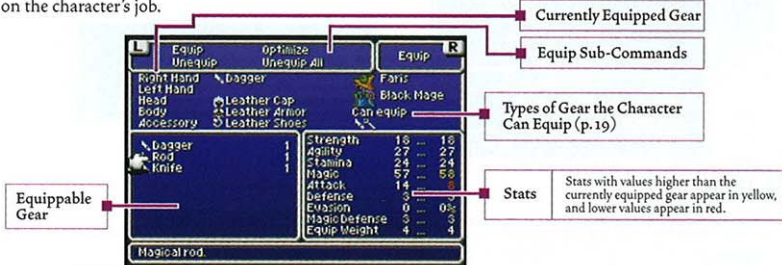 on the character's job.
Currently Equipped Gear
Equip Sub-Commands
Types of Gear the Character
Can Equip (p.19)
Stats
Stats with values higher than the
currently equipped gear appear in yellow,
and lower values appear in red.
Equippable
Gear
L Equip Optimize Equip R
Unequip Unequip All
Right Hand Dagger Faris
Left Hand Black Mage
Head Leather Cap
Body Leather Armor Can equip
Accessory Leather Shoes
Dagger 1
Rod 1
Knife 1
Strength 18 ... 18
Agility 27 ... 27
Stamina 24 ... 24
Magic 57 ... 58
Attack 14 ... 8
Defense 3 ... 3
Evasion 0 ... 0%
Magic Defense 3 ... 3
Equip Weight 4 ... 4
Magical rod.